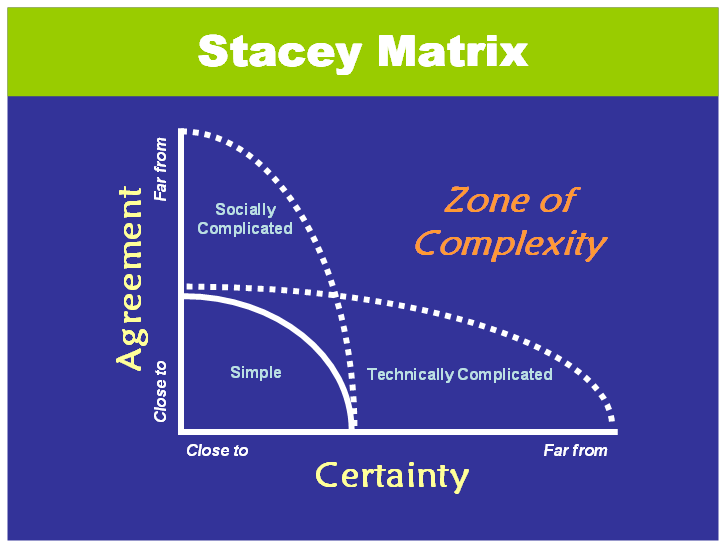 Stacey Matrix
Far from
Agreement
Close to
Socially
Complicated
Zone of
Complexity
Simple
Technically Complicated
Close to
Far from
Certainty